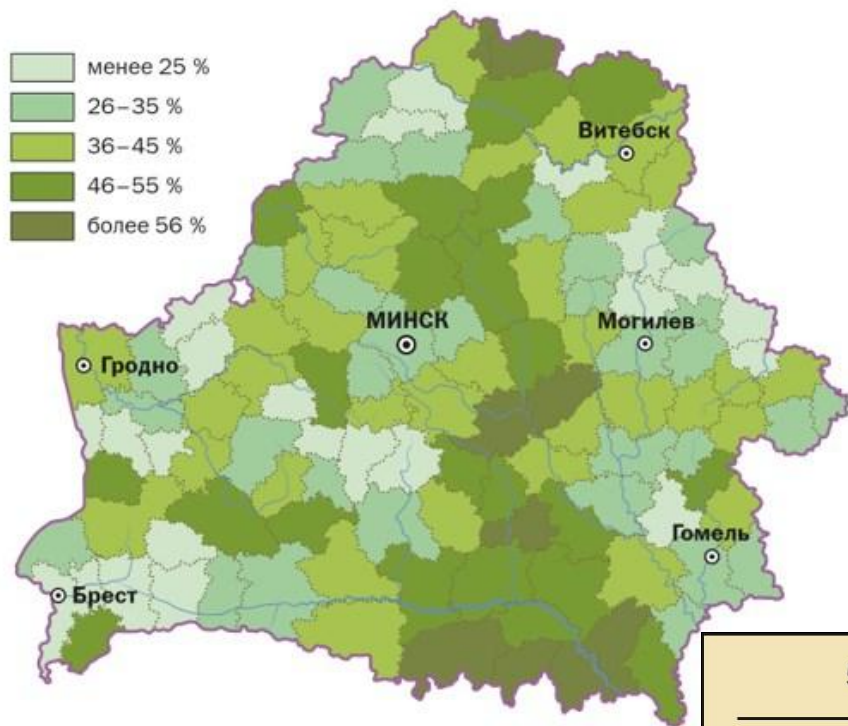 менее 25 %
26–35 %
36–45 %
46–55 %
более 56 %
Витебск
МИНСК
Могилев
Гродно
Гомель
Брест